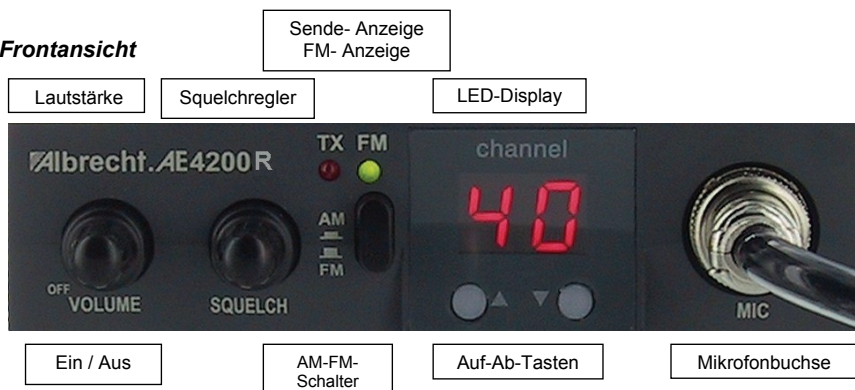 Sende- Anzeige
FM- Anzeige
Frontansicht
Lautstärke
Squelchregler
LED-Display
Albrecht. AE4200R
TX FM
channel
40
AM
FM
OFF
VOLUME
SQUELCH
MIC
Ein / Aus
AM-FM-
Schalter
Auf-Ab-Tasten
Mikrofonbuchse